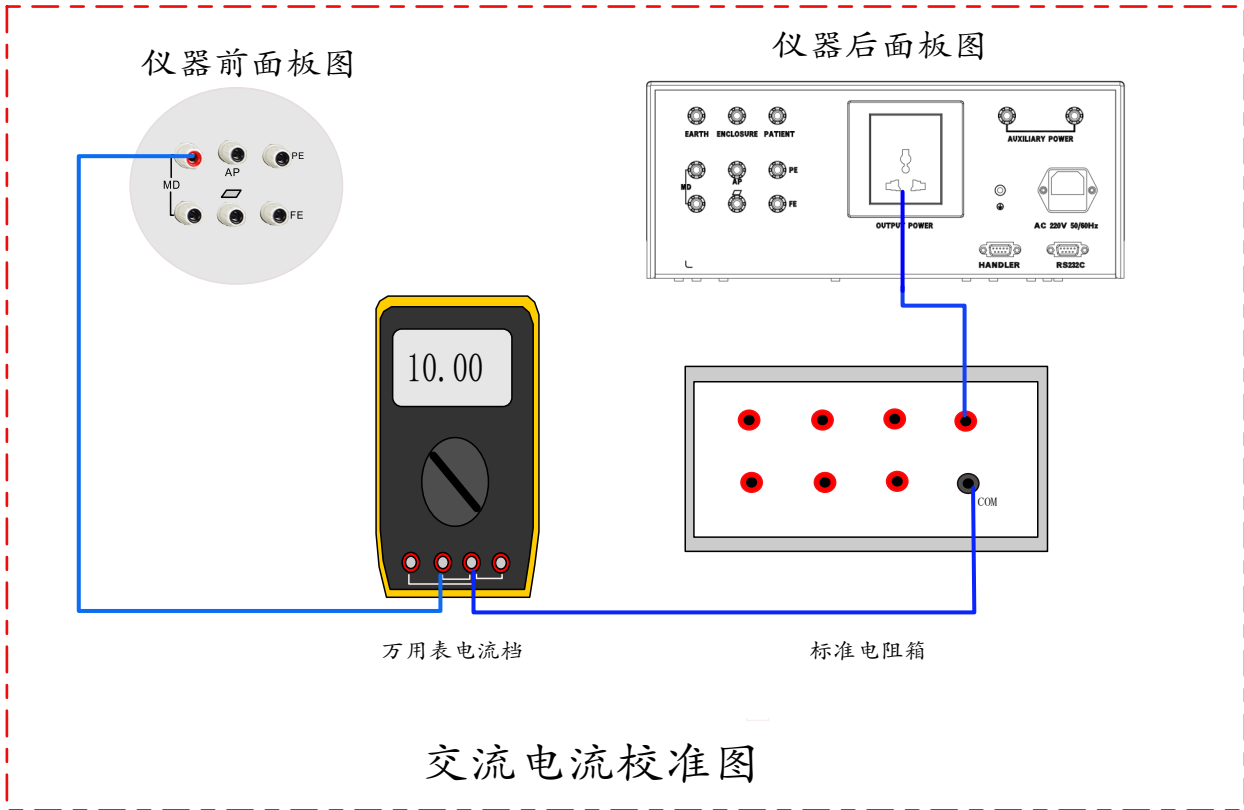 仪器前面板图
仪器后面板图
MD
AP
PE
FE
EARTH ENCLOSURE PATIENT
MD
AP
PE
FE
OUTPUT POWER
AUXILIARY POWER
AC 220V 50/60Hz
HANDLER
RS232C
10.00
COM
万用表电流档
标准电阻箱
交流电流校准图